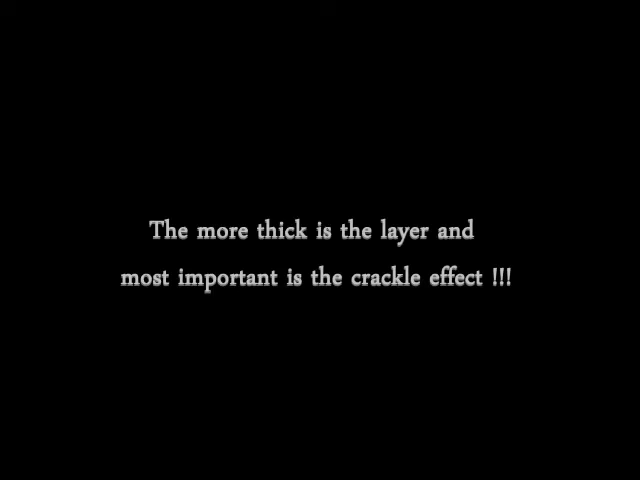 The more thick is the layer and
most important is the crackle effect !!!